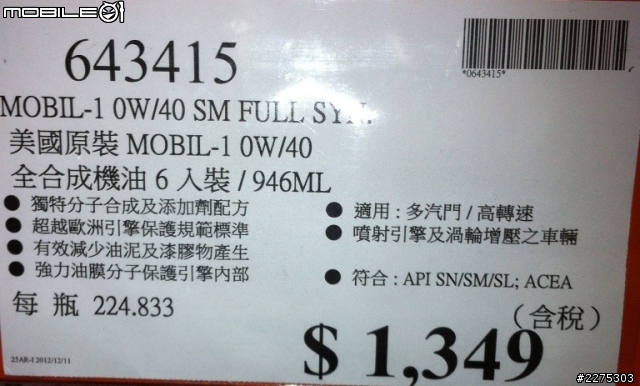 MOBILE01
643415
*0643415*
MOBIL-1 0W/40 SM FULL SYN.
美國原裝 MOBIL-1 0W/40
全合成機油 6 入裝 / 946ML
● 獨特分子合成及添加劑配方
● 超越歐洲引擎保護規範標準
● 有效減少油泥及漆膠物產生
● 強力油膜分子保護引擎內部
● 適用 : 多汽門 / 高轉速
● 噴射引擎及渦輪增壓之車輛
● 符合 : API SN/SM/SL; ACEA
每 瓶 224.833
(含稅)
$ 1,349
25AR-1 2012/12/11
#2275303